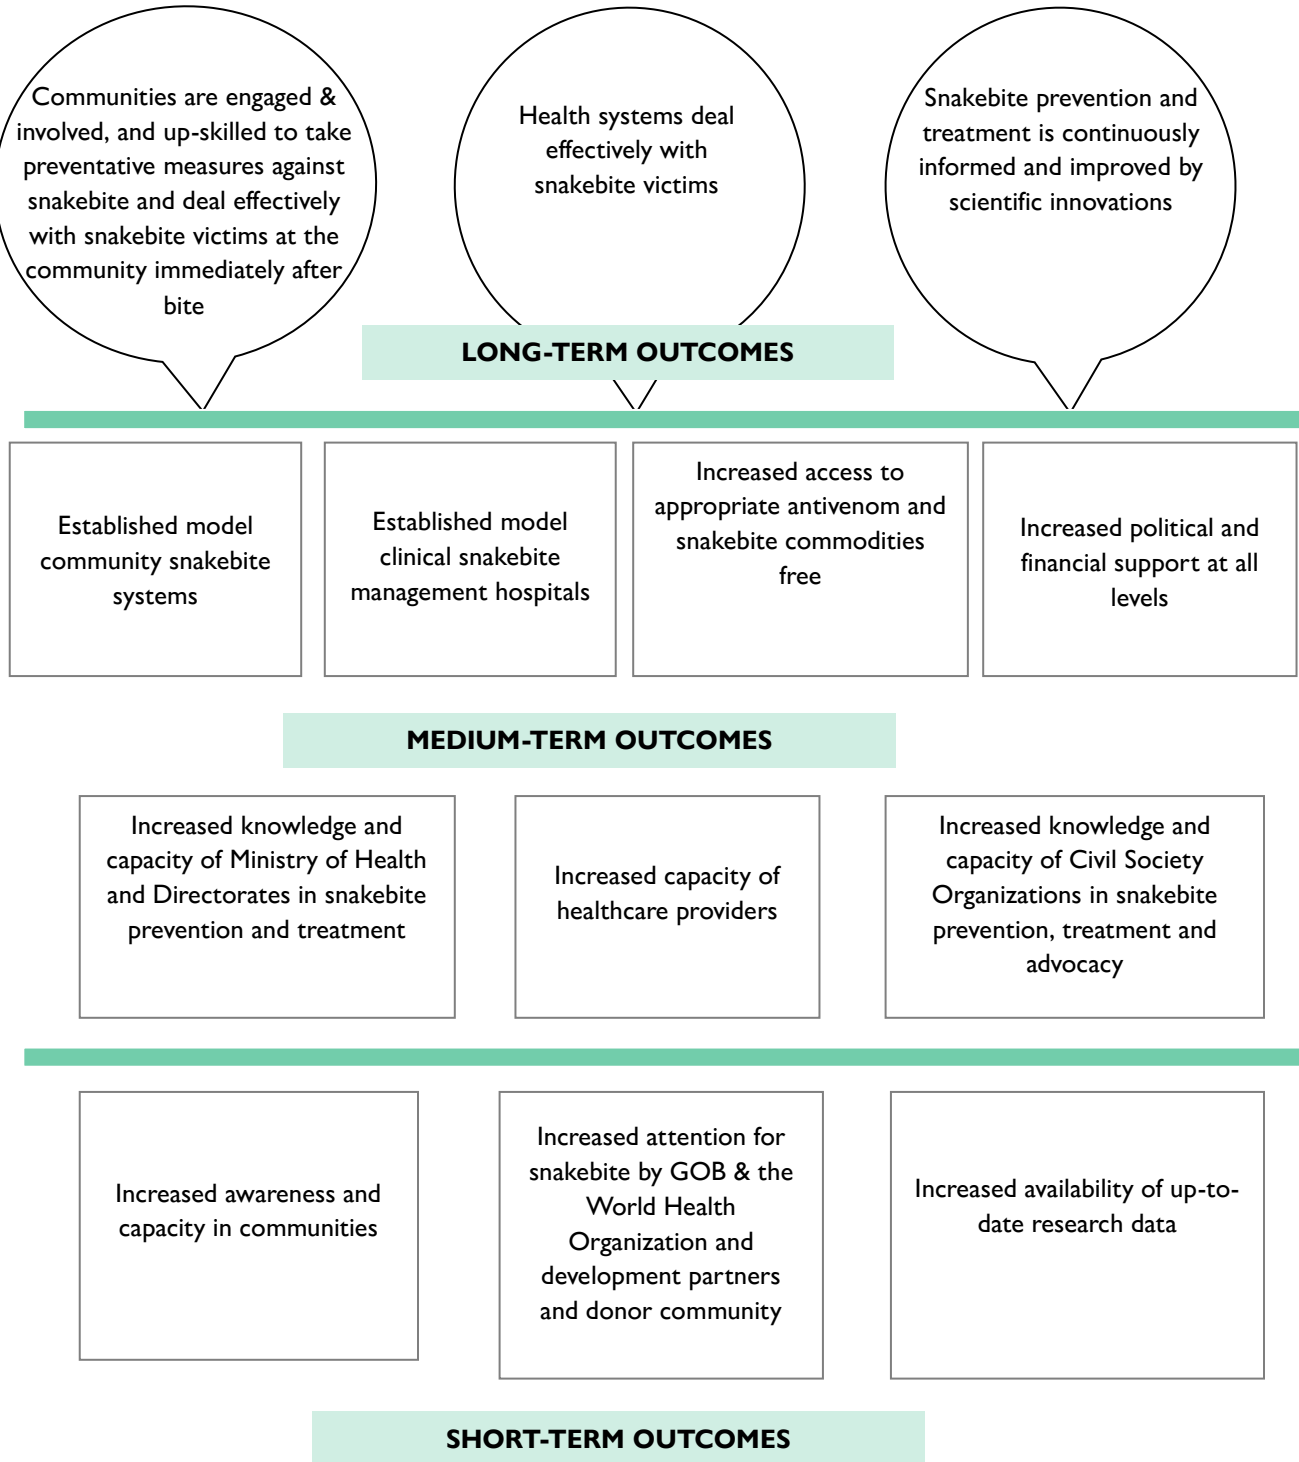 Communities are engaged &
involved, and up-skilled to take
preventative measures against
snakebite and deal effectively
with snakebite victims at the
community immediately after
bite
Health systems deal
effectively with
snakebite victims
Snakebite prevention and
treatment is continuously
informed and improved by
scientific innovations
LONG-TERM OUTCOMES
Established model
community snakebite
systems
Established model
clinical snakebite
management hospitals
Increased access to
appropriate antivenom and
snakebite commodities
free
Increased political and
financial support at all
levels
MEDIUM-TERM OUTCOMES
Increased knowledge and
capacity of Ministry of Health
and Directorates in snakebite
prevention and treatment
Increased capacity of
healthcare providers
Increased knowledge and
capacity of Civil Society
Organizations in snakebite
prevention, treatment and
advocacy
Increased awareness and
capacity in communities
Increased attention for
snakebite by GOB & the
World Health
Organization and
development partners
and donor community
Increased availability of up-to-
date research data
SHORT-TERM OUTCOMES